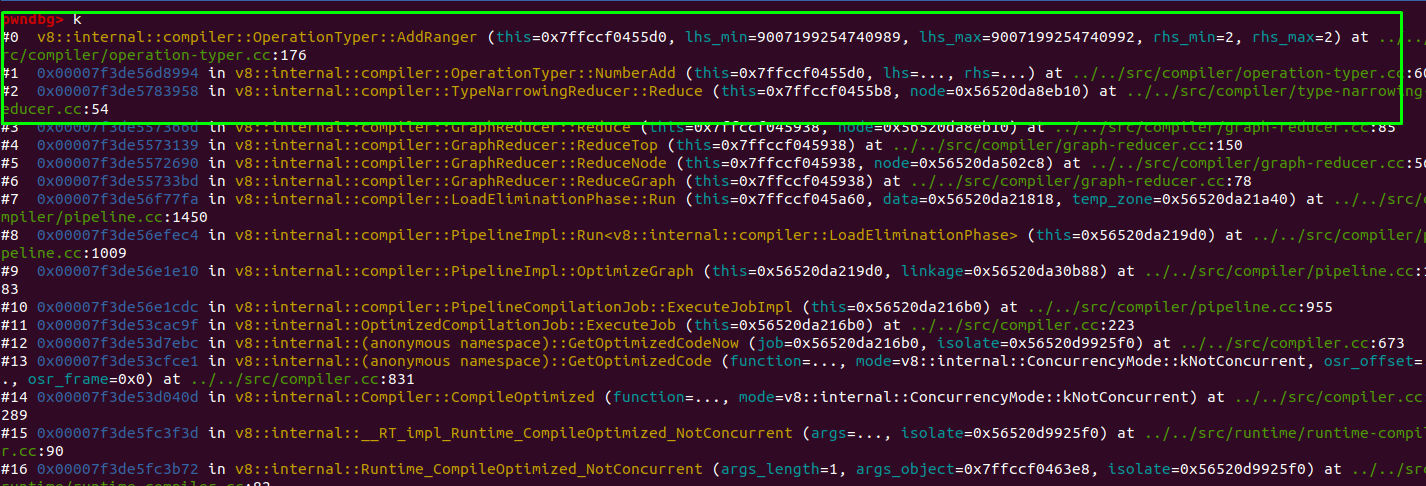 pwndbg> k
#0  v8::internal::compiler::OperationTyper::AddRanger (this=0x7ffccf0455d0, lhs_min=9007199254740989, lhs_max=9007199254740992, rhs_min=2, rhs_max=2) at ../../s
rc/compiler/operation-typer.cc:176
#1  0x00007f3de56d8994 in v8::internal::compiler::OperationTyper::NumberAdd (this=0x7ffccf0455d0, lhs=..., rhs=...) at ../../src/compiler/operation-typer.cc:60
#2  0x00007f3de5783958 in v8::internal::compiler::TypeNarrowingReducer::Reduce (this=0x7ffccf0455b8, node=0x56520da8eb10) at ../../src/compiler/type-narrowing-
educer.cc:54
#3  0x00007f3de557366d in v8::internal::compiler::GraphReducer::Reduce (this=0x7ffccf045938, node=0x56520da8eb10) at ../../src/compiler/graph-reducer.cc:85
#4  0x00007f3de5573139 in v8::internal::compiler::GraphReducer::ReduceTop (this=0x7ffccf045938) at ../../src/compiler/graph-reducer.cc:150
#5  0x00007f3de5572690 in v8::internal::compiler::GraphReducer::ReduceNode (this=0x7ffccf045938, node=0x56520da502c8) at ../../src/compiler/graph-reducer.cc:5
#6  0x00007f3de55733bd in v8::internal::compiler::GraphReducer::ReduceGraph (this=0x7ffccf045938) at ../../src/compiler/graph-reducer.cc:78
#7  0x00007f3de56f77fa in v8::internal::compiler::LoadEliminationPhase::Run (this=0x7ffccf045a60, data=0x56520da21818, temp_zone=0x56520da21a40) at ../../src/c
mpiler/pipeline.cc:1450
#8  0x00007f3de56efec4 in v8::internal::compiler::PipelineImpl::Run<v8::internal::compiler::LoadEliminationPhase> (this=0x56520da219d0) at ../../src/compiler/p
peline.cc:1009
#9  0x00007f3de56e1e10 in v8::internal::compiler::PipelineImpl::OptimizeGraph (this=0x56520da219d0, linkage=0x56520da30b88) at ../../src/compiler/pipeline.cc:1
83
#10 0x00007f3de56e1cdc in v8::internal::compiler::PipelineCompilationJob::ExecuteJobImpl (this=0x56520da216b0) at ../../src/compiler/pipeline.cc:955
#11 0x00007f3de53cac9f in v8::internal::OptimizedCompilationJob::ExecuteJob (this=0x56520da216b0) at ../../src/compiler.cc:223
#12 0x00007f3de53d7ebc in v8::internal::(anonymous namespace)::GetOptimizedCodeNow (job=0x56520da216b0, isolate=0x56520d9925f0) at ../../src/compiler.cc:673
#13 0x00007f3de53cfce1 in v8::internal::(anonymous namespace)::GetOptimizedCode (function=..., mode=v8::internal::ConcurrencyMode::kNotConcurrent, osr_offset=
., osr_frame=0x0) at ../../src/compiler.cc:831
#14 0x00007f3de53d040d in v8::internal::Compiler::CompileOptimized (function=..., mode=v8::internal::ConcurrencyMode::kNotConcurrent) at ../../src/compiler.cc
289
#15 0x00007f3de5fc3f3d in v8::internal::__RT_impl_Runtime_CompileOptimized_NotConcurrent (args=..., isolate=0x56520d9925f0) at ../../src/runtime/runtime-compil
r.cc:90
#16 0x00007f3de5fc3b72 in v8::internal::Runtime_CompileOptimized_NotConcurrent (args_length=1, args_object=0x7ffccf0463e8, isolate=0x56520d9925f0) at ../../src